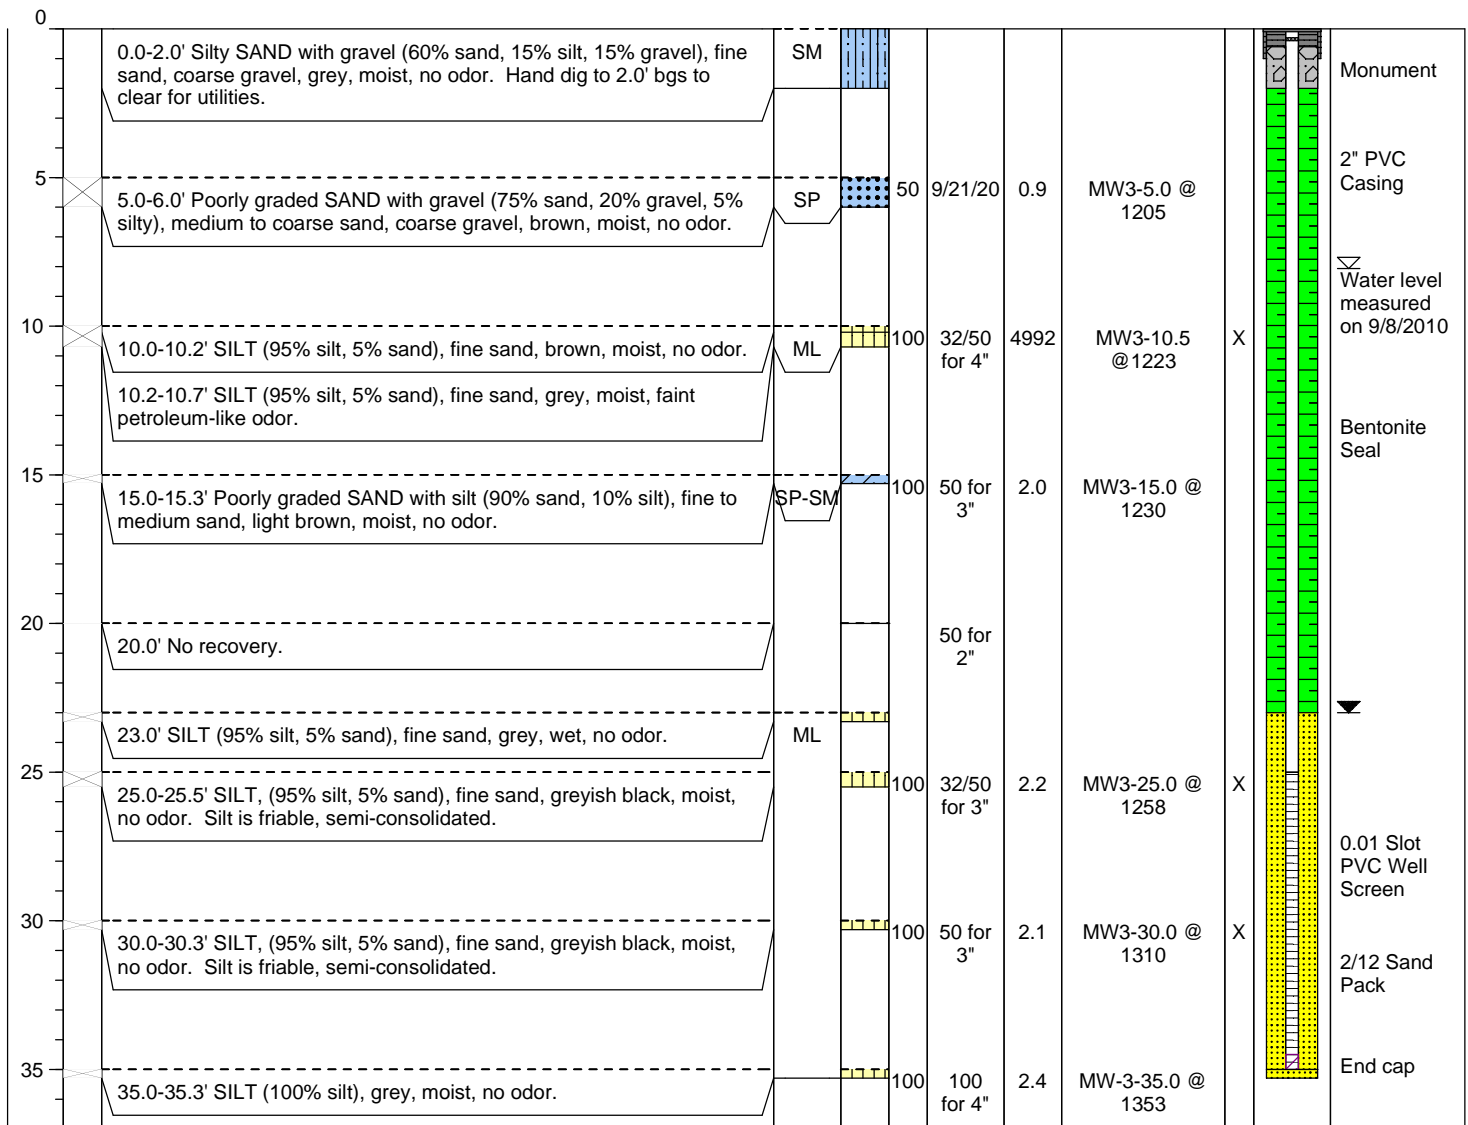 0
0.0-2.0' Silty SAND with gravel (60% sand, 15% silt, 15% gravel), fine
sand, coarse gravel, grey, moist, no odor.  Hand dig to 2.0' bgs to
clear for utilities.
SM
Monument
2" PVC
Casing
5
5.0-6.0' Poorly graded SAND with gravel (75% sand, 20% gravel, 5%
silty), medium to coarse sand, coarse gravel, brown, moist, no odor.
SP
50
9/21/20
0.9
MW3-5.0 @
1205
Water level
measured
on 9/8/2010
10
10.0-10.2' SILT (95% silt, 5% sand), fine sand, brown, moist, no odor.
ML
100
32/50
for 4"
4992
MW3-10.5
@1223
X
10.2-10.7' SILT (95% silt, 5% sand), fine sand, grey, moist, faint
petroleum-like odor.
Bentonite
Seal
15
15.0-15.3' Poorly graded SAND with silt (90% sand, 10% silt), fine to
medium sand, light brown, moist, no odor.
SP-SM
100
50 for
3"
2.0
MW3-15.0 @
1230
20
20.0' No recovery.
50 for
2"
23.0' SILT (95% silt, 5% sand), fine sand, grey, wet, no odor.
ML
25
25.0-25.5' SILT, (95% silt, 5% sand), fine sand, greyish black, moist,
no odor.  Silt is friable, semi-consolidated.
100
32/50
for 3"
2.2
MW3-25.0 @
1258
X
0.01 Slot
PVC Well
Screen
30
30.0-30.3' SILT, (95% silt, 5% sand), fine sand, greyish black, moist,
no odor.  Silt is friable, semi-consolidated.
100
50 for
3"
2.1
MW3-30.0 @
1310
X
2/12 Sand
Pack
35
35.0-35.3' SILT (100% silt), grey, moist, no odor.
100
100
for 4"
2.4
MW-3-35.0 @
1353
End cap